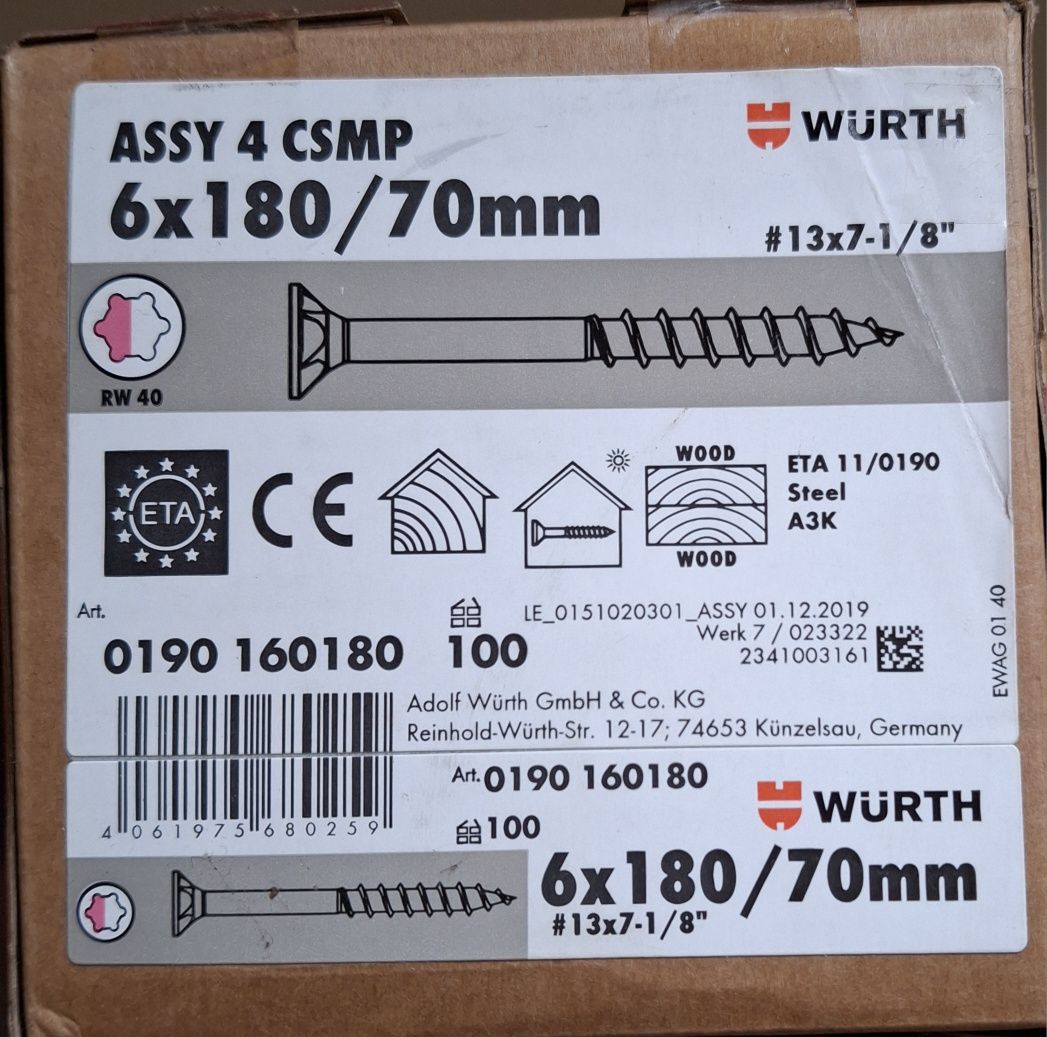 ASSY 4 CSMP
WÜRTH
6x180/70mm
#13x7-1/8"
RW 40
ETA
CE
WOOD
WOOD
ETA 11/0190
Steel
A3K
Art.
0190 160180
100
LE_0151020301_ASSY 01.12.2019
Werk 7 / 023322
2341003161
EWAG 01 40
Adolf Würth GmbH & Co. KG
Reinhold-Würth-Str. 12-17; 74653 Künzelsau, Germany
4 061975 680259
Art. 0190 160180
100
WÜRTH
6x180/70mm
#13x7-1/8"